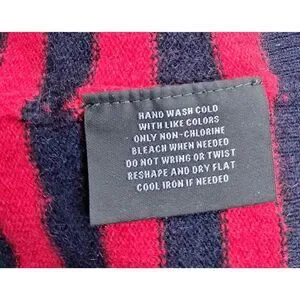 HAND WASH COLD
WITH LIKE COLORS
ONLY NON-CHLORINE
BLEACH WHEN NEEDED
DO NOT WRING OR TWIST
RESHAPE AND DRY FLAT
COOL IRON IF NEEDED